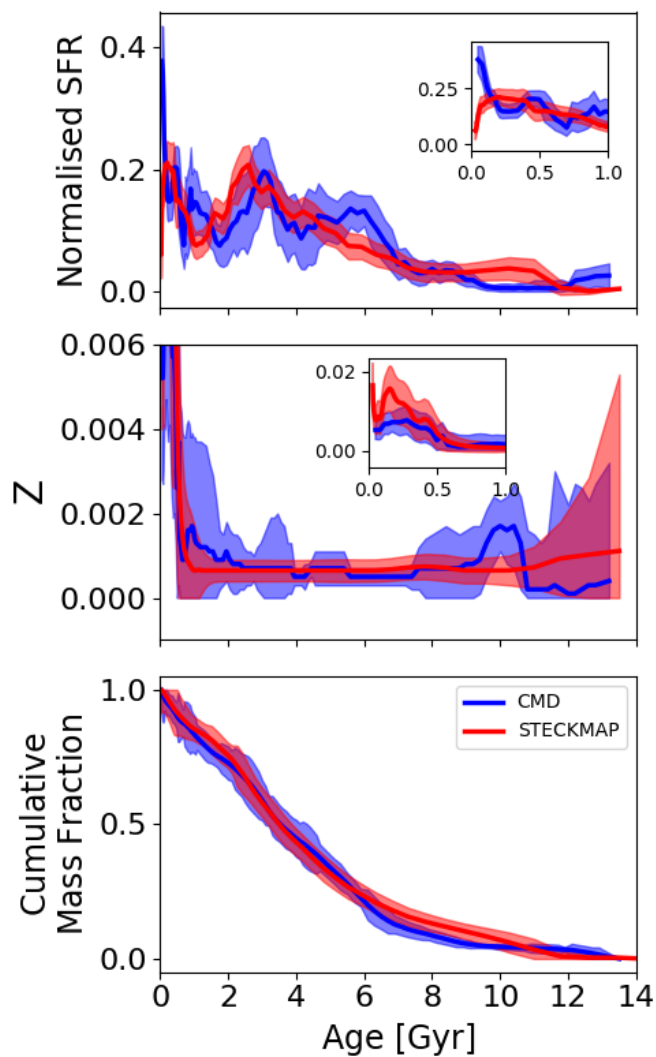 0.4
0.2
0.0
Normalised SFR
0.25
0.00
0.0 0.5 1.0
0.006
0.004
0.002
0.000
Z
0.02
0.00
0.0 0.5 1.0
1.0
0.5
0.0
Cumulative
Mass Fraction
CMD
STECKMAP
0 2 4 6 8 10 12 14
Age [Gyr]